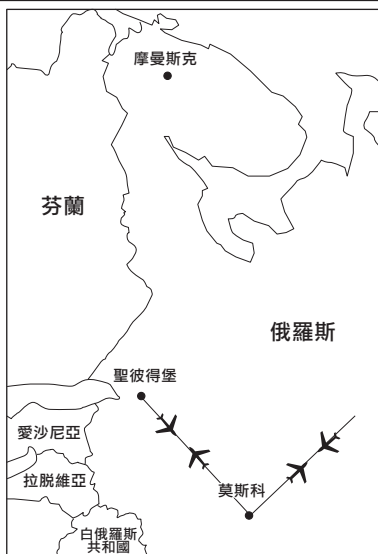 摩曼斯克
芬蘭
俄羅斯
聖彼得堡
愛沙尼亞
拉脫維亞
莫斯科
白俄羅斯
共和國